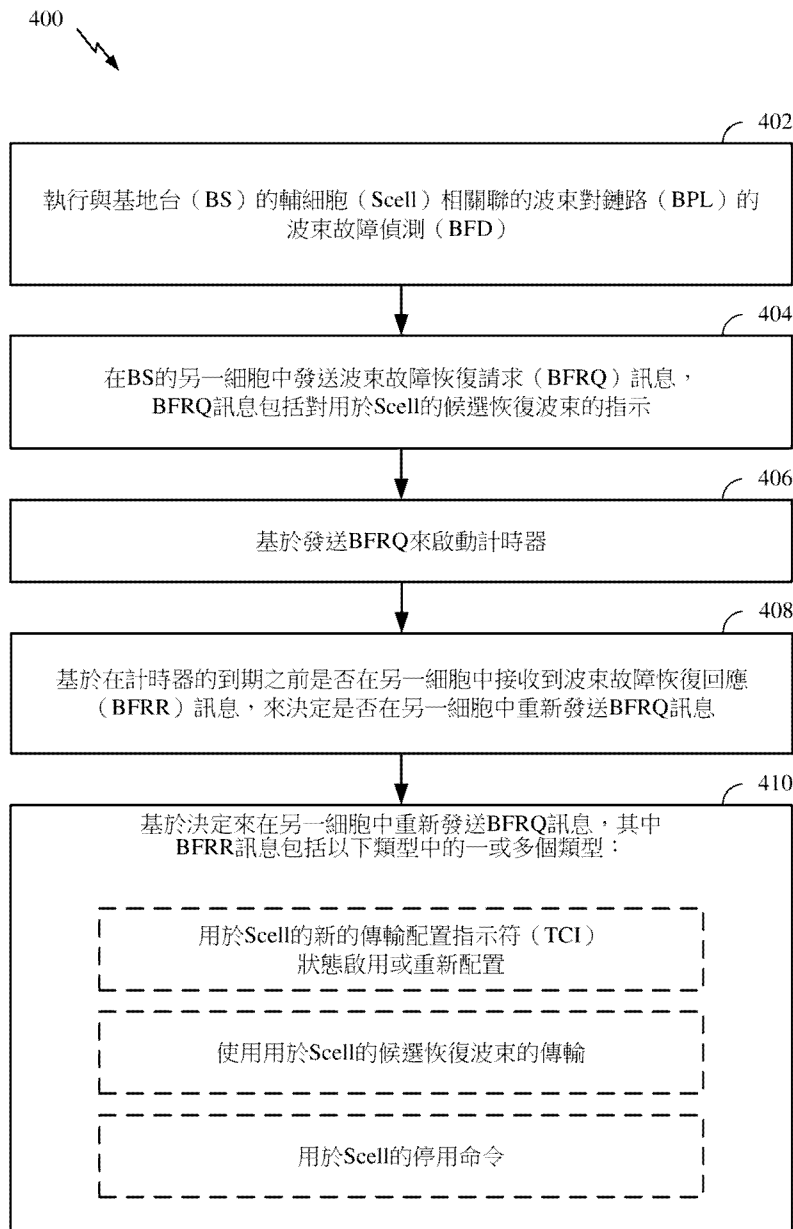 400
402
執行與基地台（BS）的輔細胞（Scell）相關聯的波束對鏈路（BPL）的
波束故障偵測（BFD）
404
在BS的另一細胞中發送波束故障恢復請求（BFRQ）訊息，
BFRQ訊息包括對用於Scell的候選恢復波束的指示
406
基於發送BFRQ來啟動計時器
408
基於在計時器的到期之前是否在另一細胞中接收到波束故障恢復回應
（BFRR）訊息，來決定是否在另一細胞中重新發送BFRQ訊息
410
基於決定來在另一細胞中重新發送BFRQ訊息，其中
BFRR訊息包括以下類型中的一或多個類型：
用於Scell的新的傳輸配置指示符（TCI）
狀態啟用或重新配置
使用用於Scell的候選恢復波束的傳輸
用於Scell的停用命令